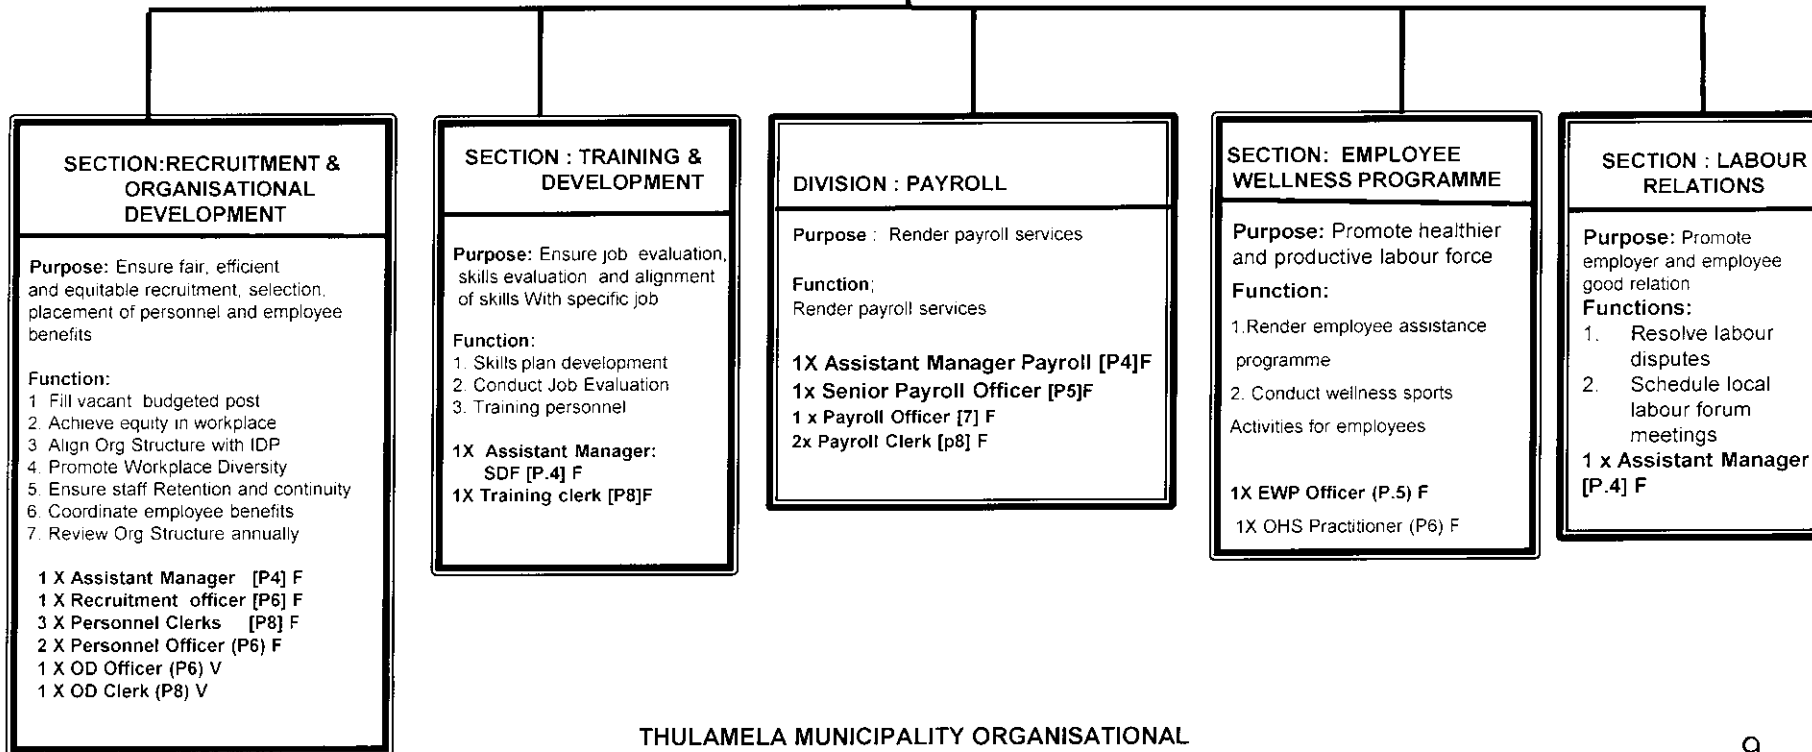 SECTION:RECRUITMENT &
ORGANISATIONAL
DEVELOPMENT
Purpose: Ensure fair, efficient
and equitable recruitment, selection,
placement of personnel and employee
benefits
Function:
1 Fill vacant budgeted post
2. Achieve equity in workplace
3 Align Org Structure with IDP
4. Promote Workplace Diversity
5. Ensure staff Retention and continuity
6. Coordinate employee benefits
7. Review Org Structure annually
1 X Assistant Manager [P4] F
1 X Recruitment officer [P6] F
3 X Personnel Clerks [P8] F
2 X Personnel Officer (P6) F
1 X OD Officer (P6) V
1 X OD Clerk (P8) V
SECTION : TRAINING &
DEVELOPMENT
Purpose: Ensure job evaluation,
skills evaluation and alignment
of skills With specific job
Function:
1. Skills plan development
2. Conduct Job Evaluation
3. Training personnel
1X Assistant Manager:
SDF [P.4] F
1X Training clerk [P8]F
DIVISION : PAYROLL
Purpose : Render payroll services
Function;
Render payroll services
1X Assistant Manager Payroll [P4]F
1x Senior Payroll Officer [P5]F
1 x Payroll Officer [7] F
2x Payroll Clerk [p8] F
SECTION: EMPLOYEE
WELLNESS PROGRAMME
Purpose: Promote healthier
and productive labour force
Function:
1.Render employee assistance
programme
2. Conduct wellness sports
Activities for employees
1X EWP Officer (P.5) F
1X OHS Practitioner (P6) F
SECTION : LABOUR
RELATIONS
Purpose: Promote
employer and employee
good relation
Functions:
1. Resolve labour
disputes
2. Schedule local
labour forum
meetings
1 x Assistant Manager
[P.4] F
THULAMELA MUNICIPALITY ORGANISATIONAL
9